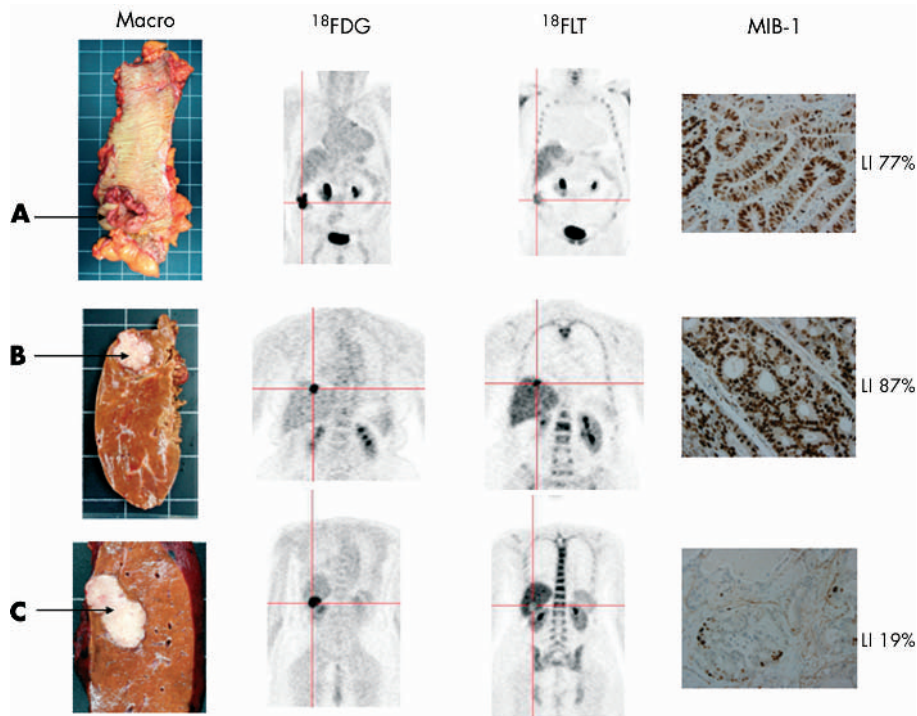 Macro ¹⁸FDG ¹⁸FLT MIB-1
A
LI 77%
B
LI 87%
C
LI 19%